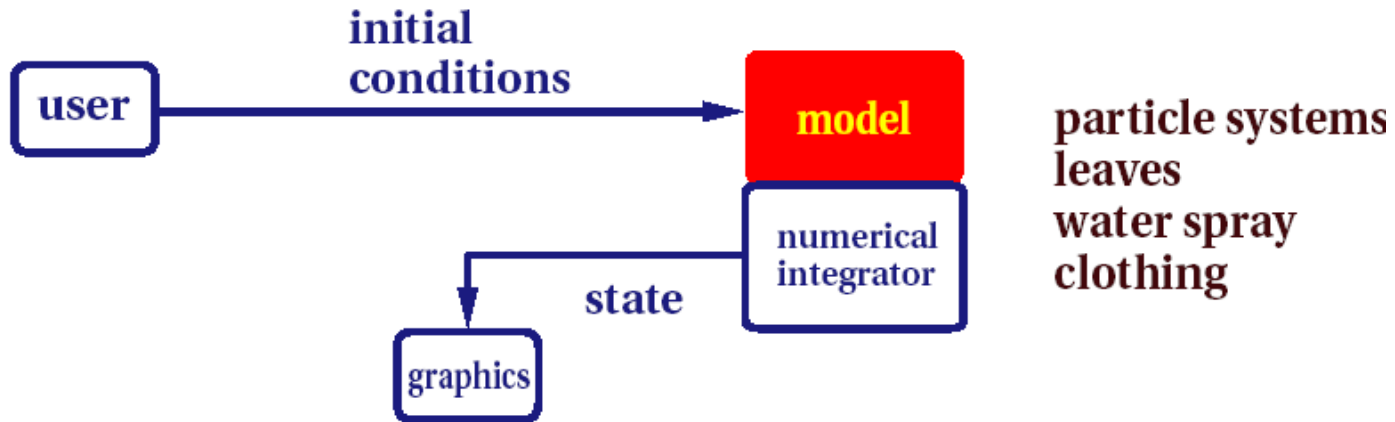 initial
conditions
user
model
particle systems
leaves
water spray
clothing
numerical
integrator
state
graphics